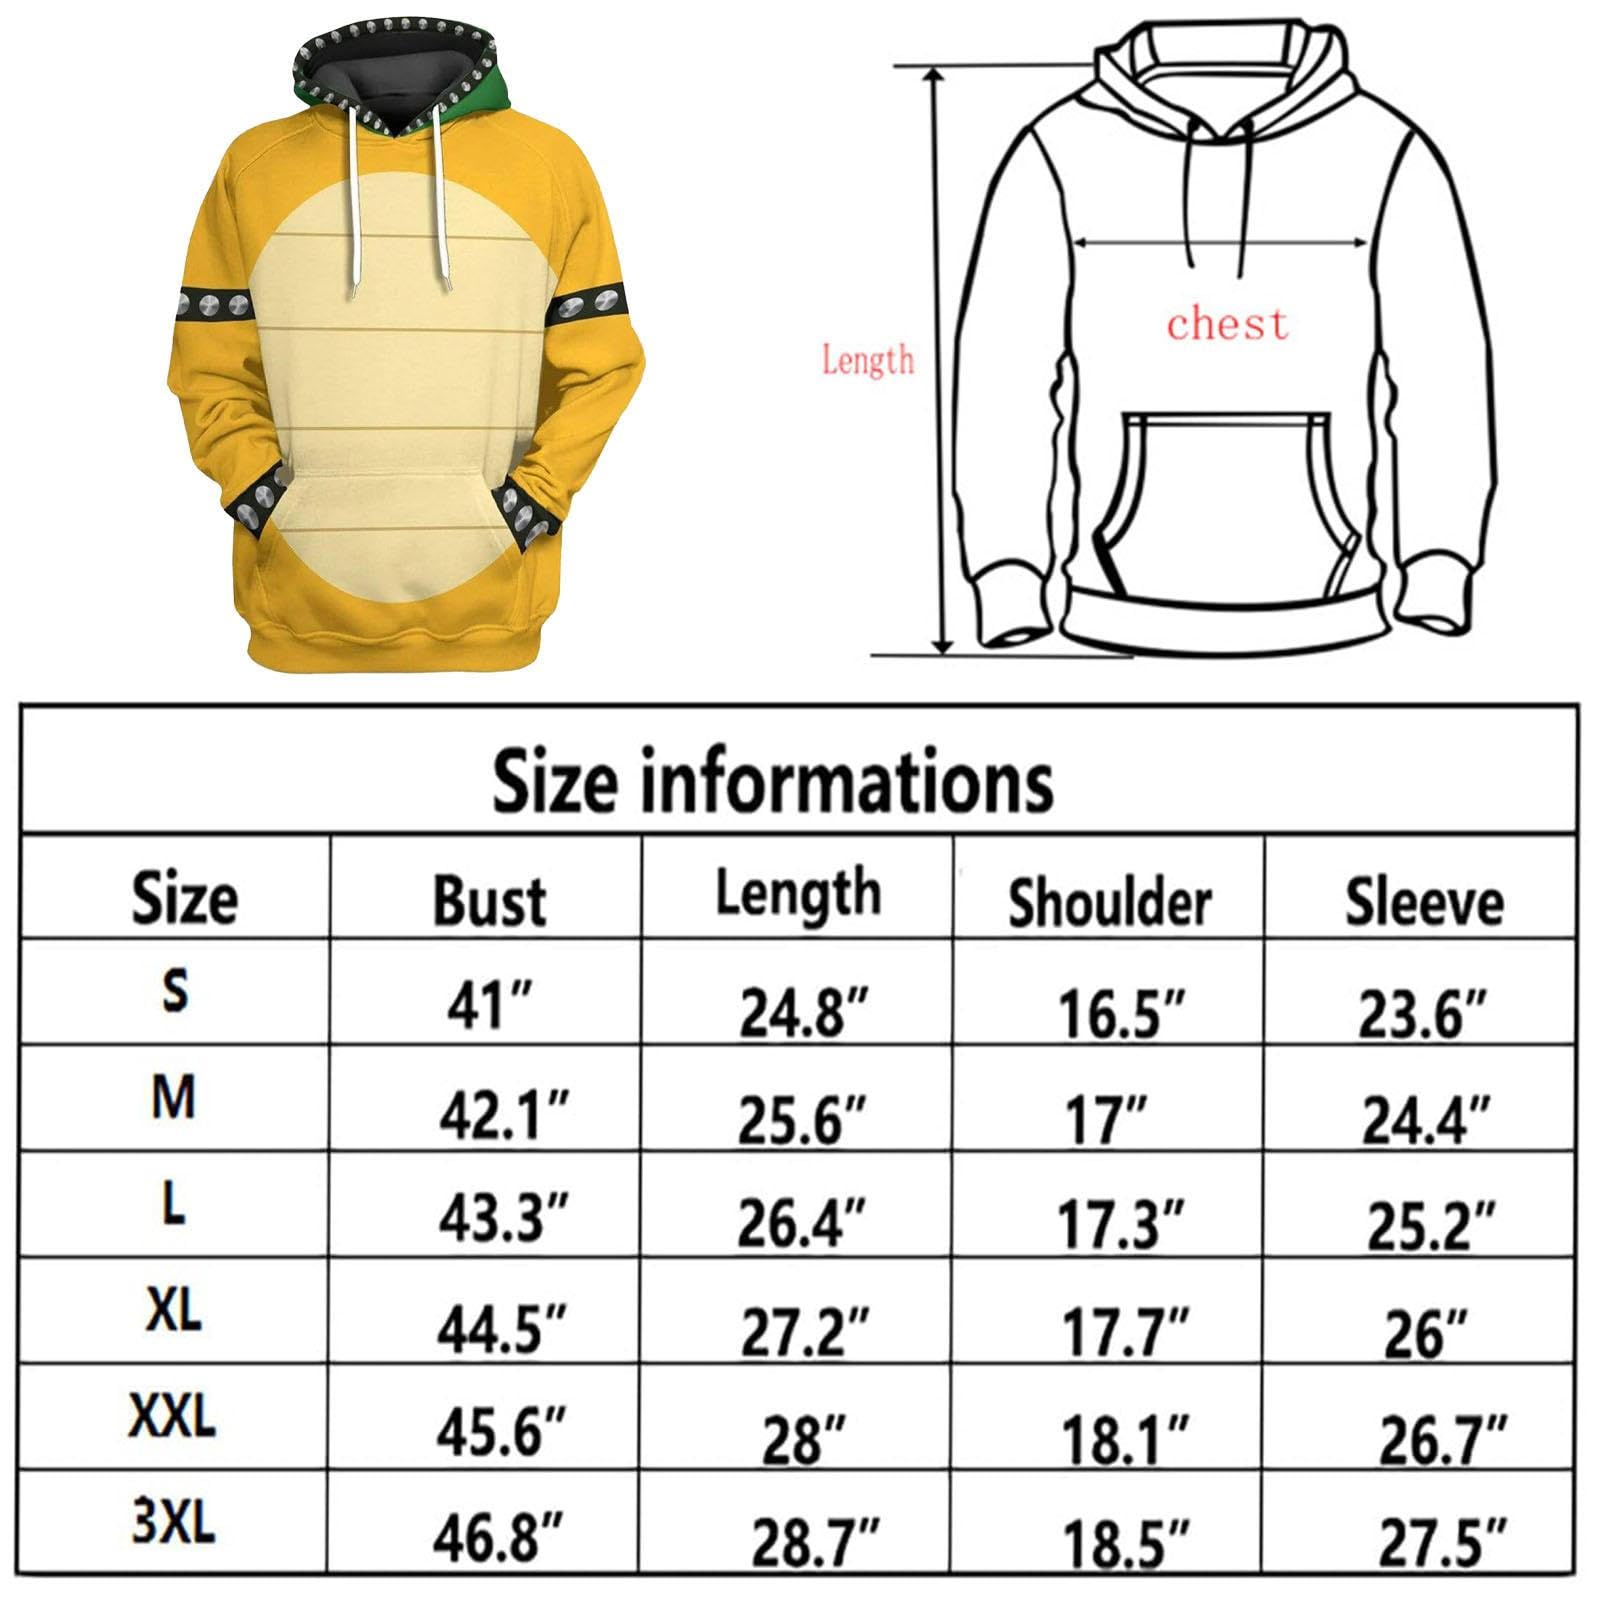 Length
chest
Size informations
Size Bust Length Shoulder Sleeve
S 41″ 24.8″ 16.5″ 23.6″
M 42.1″ 25.6″ 17″ 24.4″
L 43.3″ 26.4″ 17.3″ 25.2″
XL 44.5″ 27.2″ 17.7″ 26″
XXL 45.6″ 28″ 18.1″ 26.7″
3XL 46.8″ 28.7″ 18.5″ 27.5″